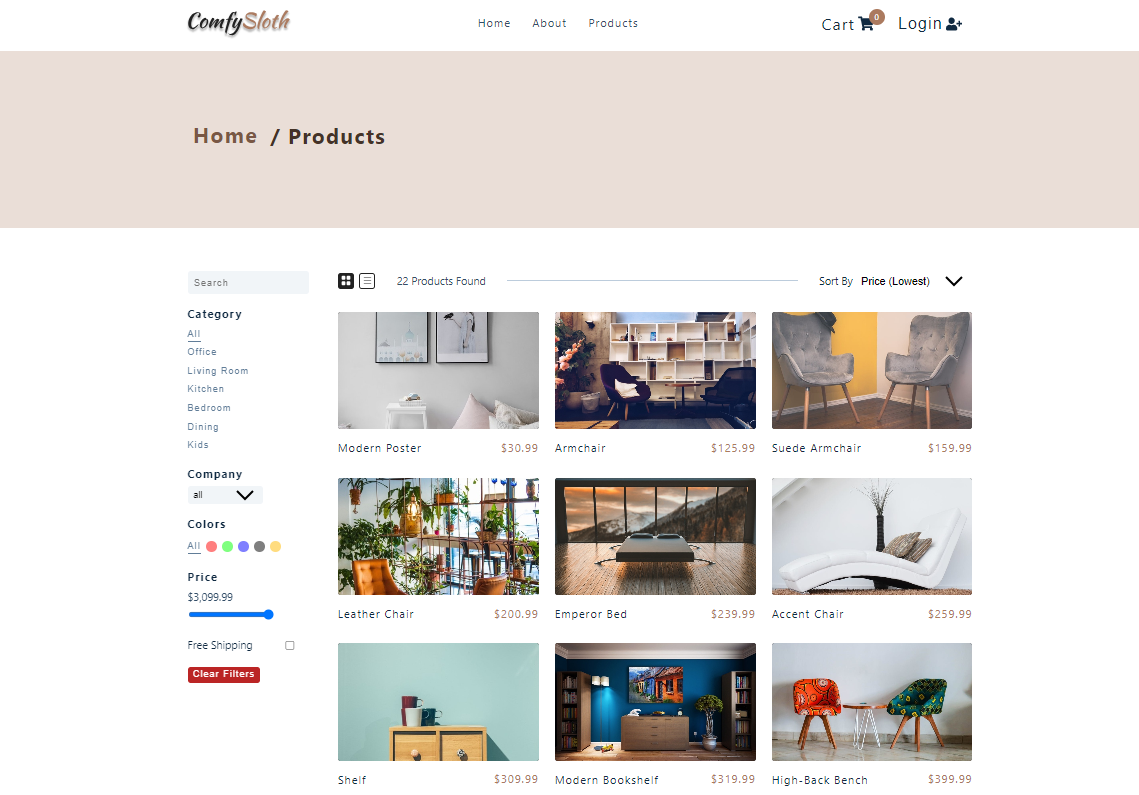 ComfySloth
Home About Products
Cart 0 Login
Home / Products
Search
Category
All
Office
Living Room
Kitchen
Bedroom
Dining
Kids
Company
all
Colors
All
Price
$3,099.99
Free Shipping
Clear Filters
22 Products Found
Sort By Price (Lowest)
Modern Poster $30.99
Armchair $125.99
Suede Armchair $159.99
Leather Chair $200.99
Emperor Bed $239.99
Accent Chair $259.99
Shelf $309.99
Modern Bookshelf $319.99
High-Back Bench $399.99